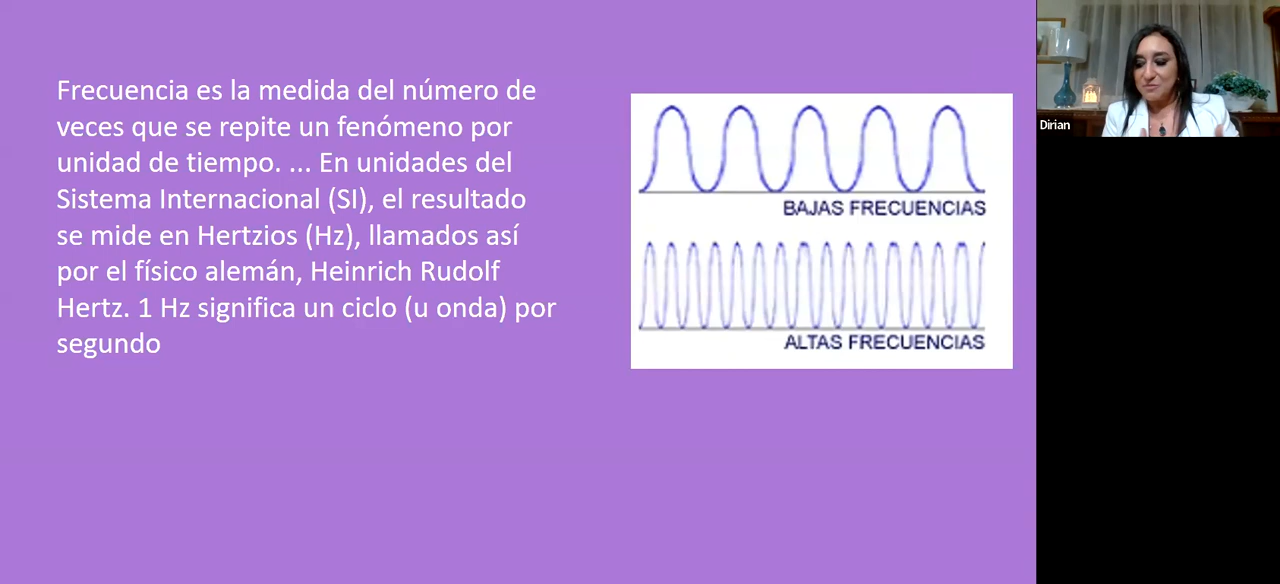 Frecuencia es la medida del número de
veces que se repite un fenómeno por
unidad de tiempo. ... En unidades del
Sistema Internacional (SI), el resultado
se mide en Hertzios (Hz), llamados así
por el físico alemán, Heinrich Rudolf
Hertz. 1 Hz significa un ciclo (u onda) por
segundo
BAJAS FRECUENCIAS
ALTAS FRECUENCIAS
Dirian